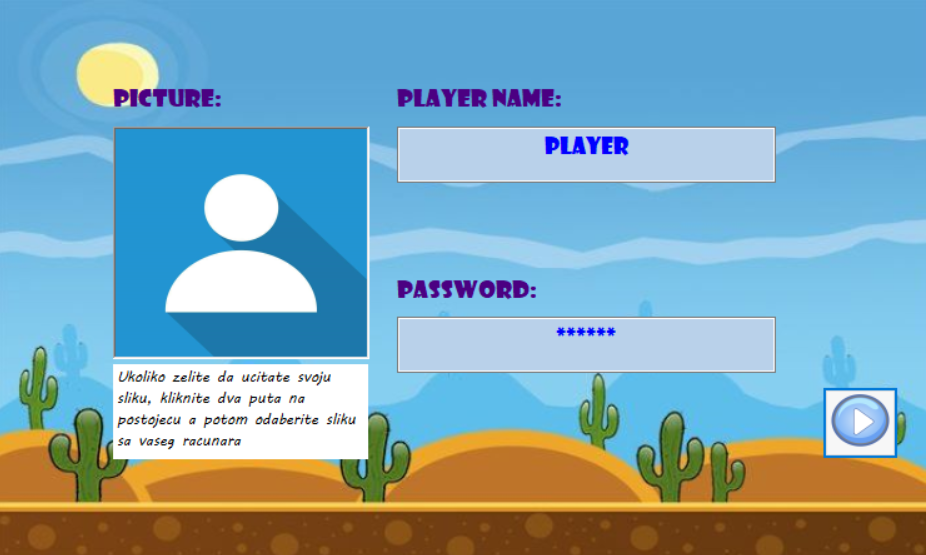 PICTURE:
PLAYER NAME:
PLAYER
PASSWORD:
******
Ukoliko zelite da ucitate svoju
sliku, kliknite dva puta na
postojecu a potom odaberite sliku
sa vaseg racunara